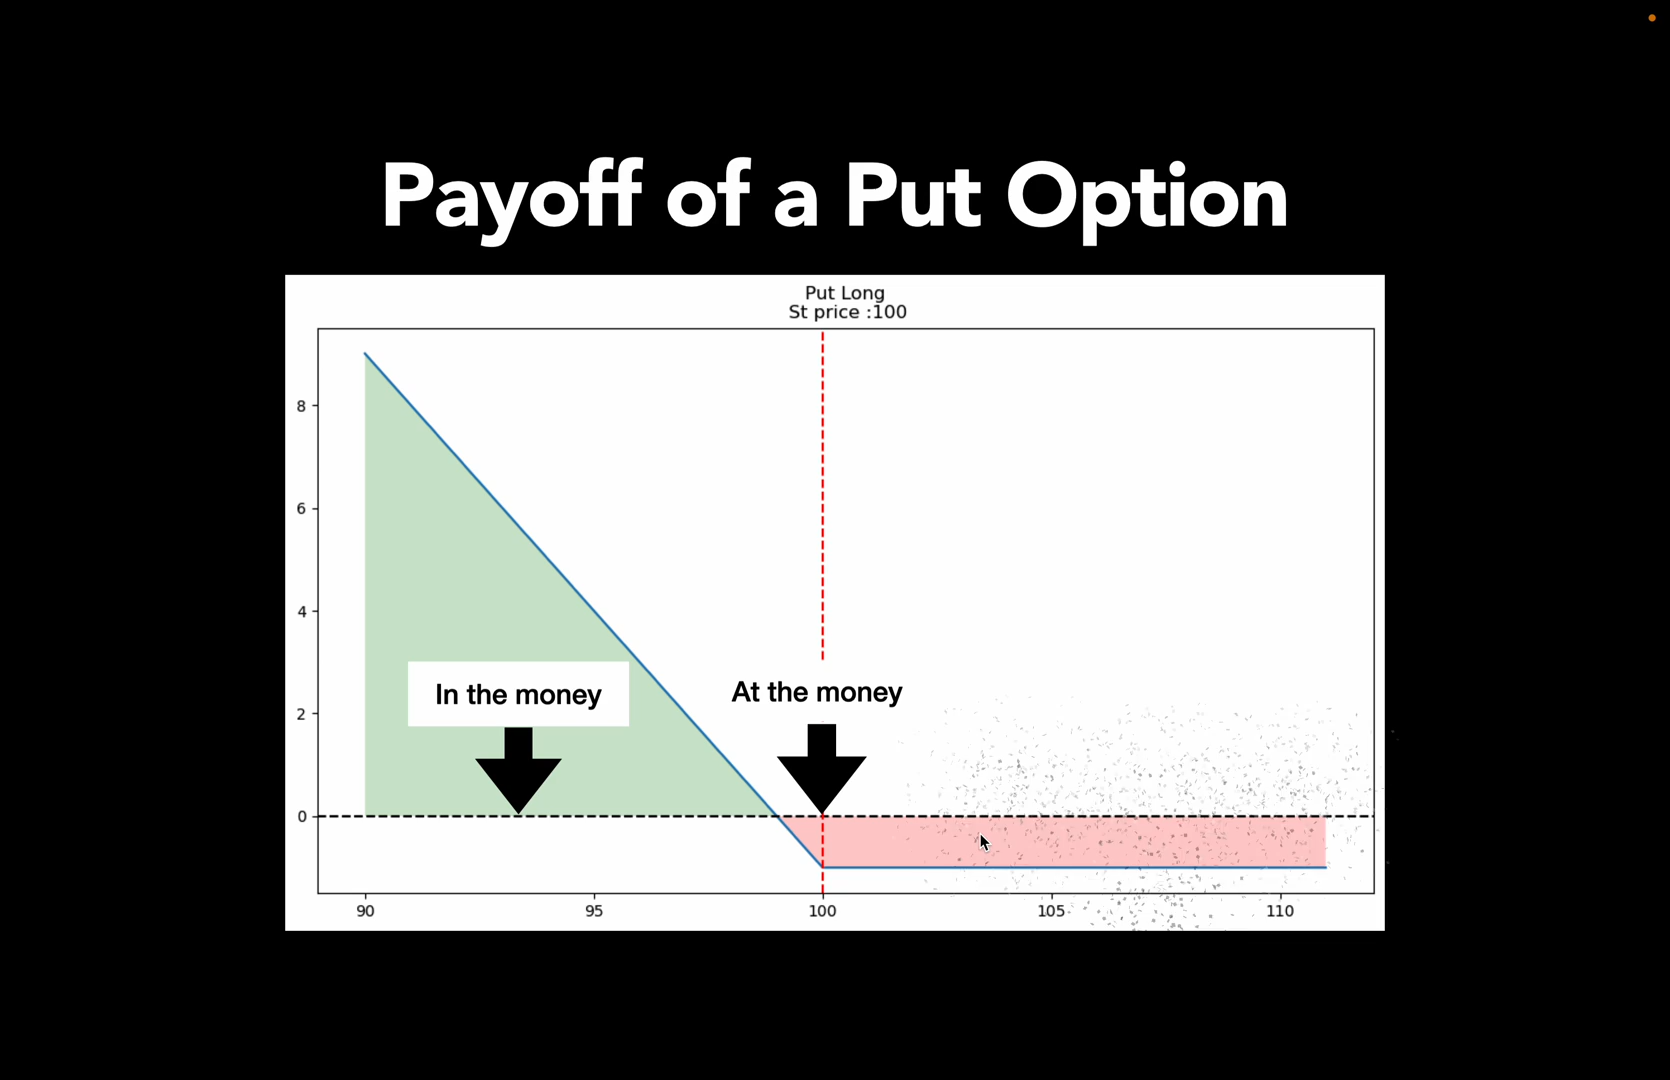 Payoff of a Put Option
Put Long
St price :100
8
6
4
In the money
At the money
2
0
90 95 100 105 110